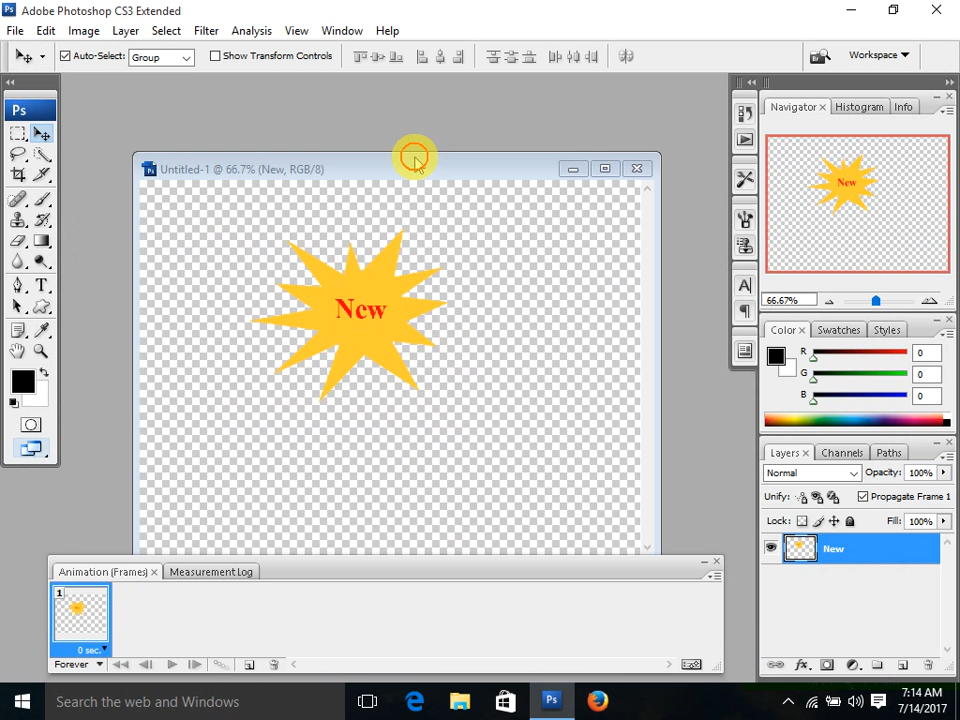 Adobe Photoshop CS3 Extended
File Edit Image Layer Select Filter Analysis View Window Help
Auto-Select: Group Show Transform Controls Workspace
Ps
Navigator Histogram Info
Untitled-1 @ 66.7% (New, RGB/8)
New
New
66.67%
Color Swatches Styles
R 0
G 0
B 0
Layers Channels Paths
Normal Opacity: 100%
Unify: Propagate Frame 1
Lock: Fill: 100%
New
Animation (Frames) Measurement Log
1
0 sec.
Forever
Search the web and Windows
Ps
7:14 AM
7/14/2017